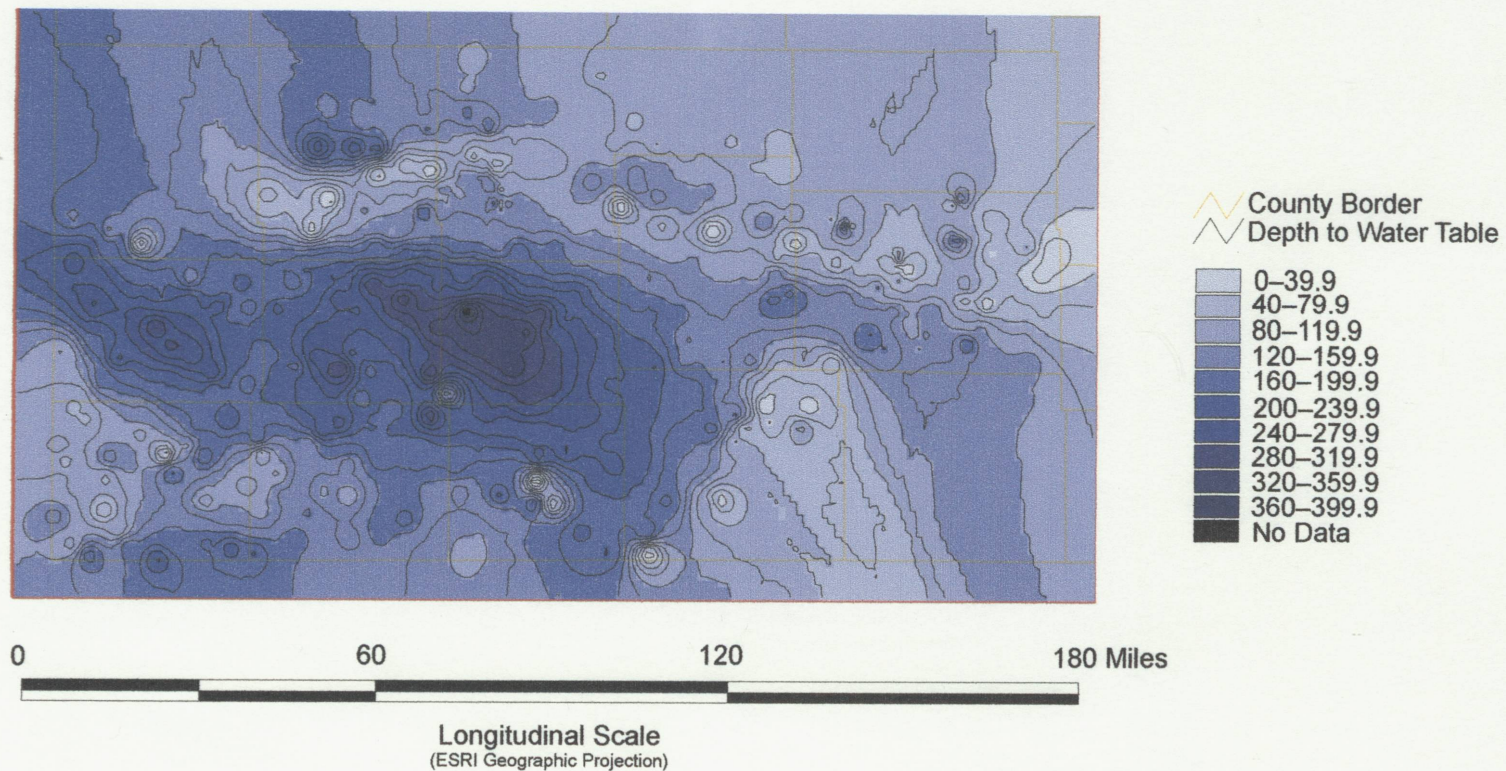 County Border
Depth to Water Table
0–39.9
40–79.9
80–119.9
120–159.9
160–199.9
200–239.9
240–279.9
280–319.9
320–359.9
360–399.9
No Data
0 60 120 180 Miles
Longitudinal Scale
(ESRI Geographic Projection)